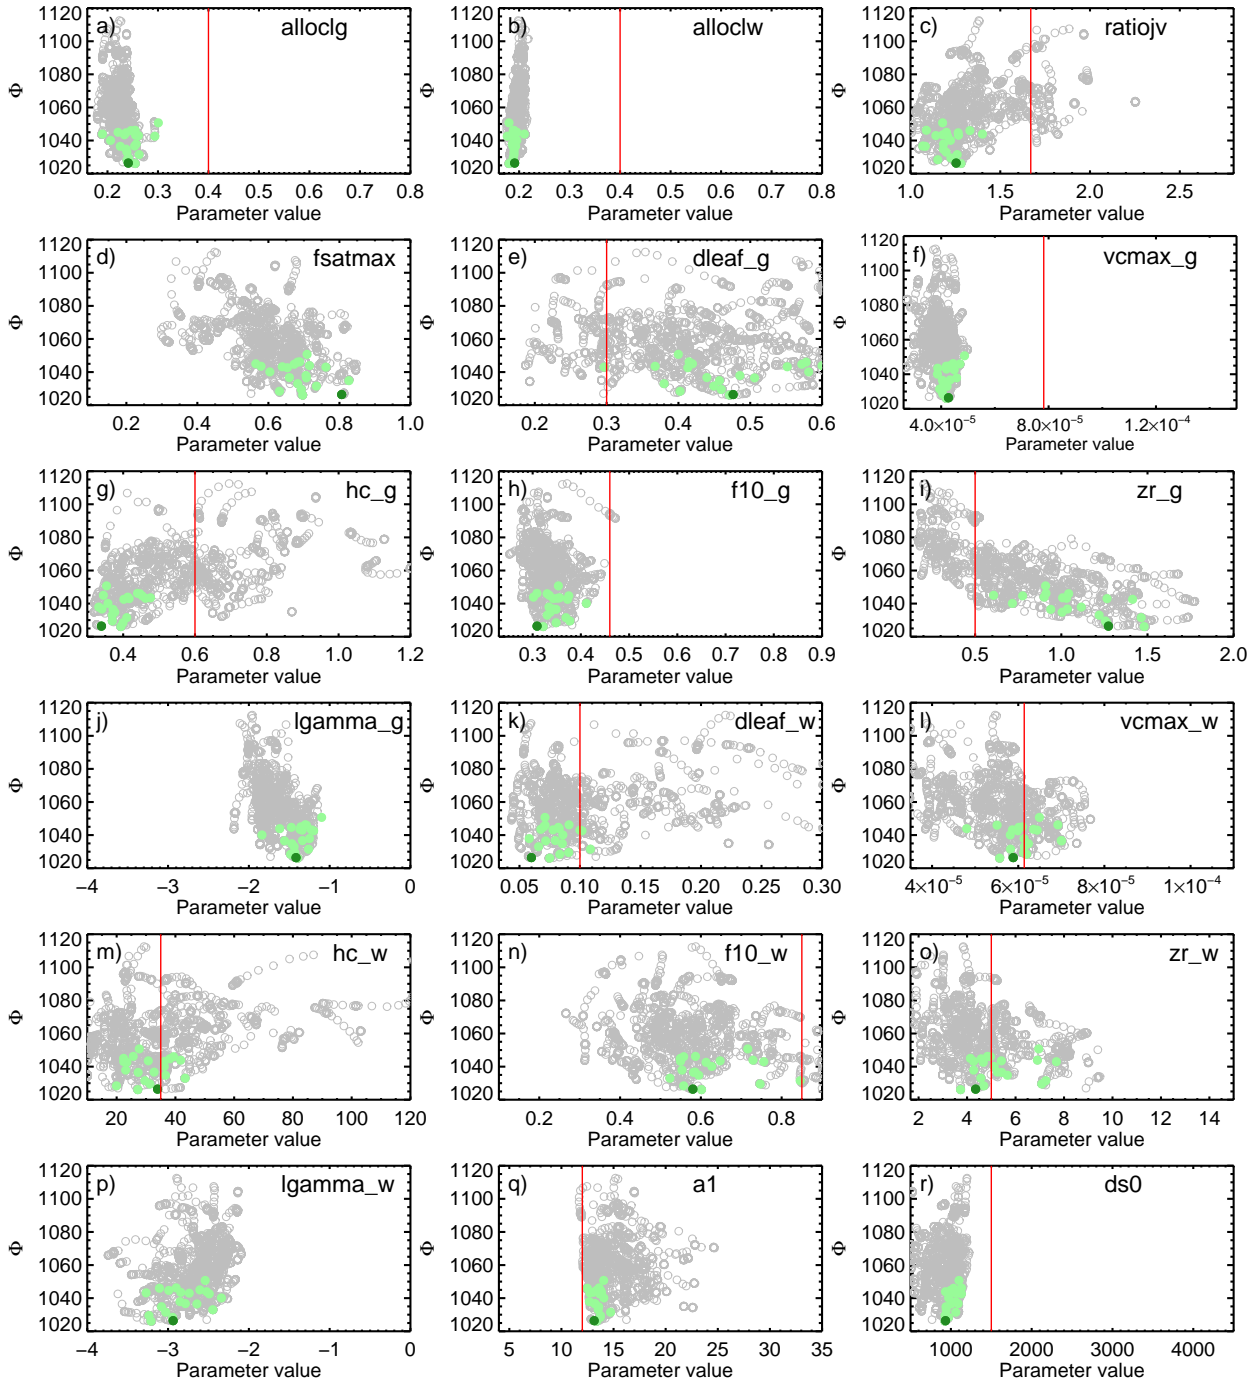 a) alloclg
b) alloclw
c) ratiojv
Φ
1120
1100
1080
1060
1040
1020
0.2 0.3 0.4 0.5 0.6 0.7 0.8
Parameter value
Φ
1120
1100
1080
1060
1040
1020
0.2 0.3 0.4 0.5 0.6 0.7 0.8
Parameter value
Φ
1120
1100
1080
1060
1040
1020
1.0 1.5 2.0 2.5
Parameter value
d) fsatmax
e) dleaf_g
f) vcmax_g
Φ
1120
1100
1080
1060
1040
1020
0.2 0.4 0.6 0.8 1.0
Parameter value
Φ
1120
1100
1080
1060
1040
1020
0.2 0.3 0.4 0.5 0.6
Parameter value
Φ
1120
1100
1080
1060
1040
1020
4.0×10⁻⁵ 8.0×10⁻⁵ 1.2×10⁻⁴
Parameter value
g) hc_g
h) f10_g
i) zr_g
Φ
1120
1100
1080
1060
1040
1020
0.4 0.6 0.8 1.0 1.2
Parameter value
Φ
1120
1100
1080
1060
1040
1020
0.3 0.4 0.5 0.6 0.7 0.8 0.9
Parameter value
Φ
1120
1100
1080
1060
1040
1020
0.5 1.0 1.5 2.0
Parameter value
j) lgamma_g
k) dleaf_w
l) vcmax_w
Φ
1120
1100
1080
1060
1040
1020
−4 −3 −2 −1 0
Parameter value
Φ
1120
1100
1080
1060
1040
1020
0.05 0.10 0.15 0.20 0.25 0.30
Parameter value
Φ
1120
1100
1080
1060
1040
1020
4×10⁻⁵ 6×10⁻⁵ 8×10⁻⁵ 1×10⁻⁴
Parameter value
m) hc_w
n) f10_w
o) zr_w
Φ
1120
1100
1080
1060
1040
1020
20 40 60 80 100 120
Parameter value
Φ
1120
1100
1080
1060
1040
1020
0.2 0.4 0.6 0.8
Parameter value
Φ
1120
1100
1080
1060
1040
1020
2 4 6 8 10 12 14
Parameter value
p) lgamma_w
q) a1
r) ds0
Φ
1120
1100
1080
1060
1040
1020
−4 −3 −2 −1 0
Parameter value
Φ
1120
1100
1080
1060
1040
1020
5 10 15 20 25 30 35
Parameter value
Φ
1120
1100
1080
1060
1040
1020
1000 2000 3000 4000
Parameter value